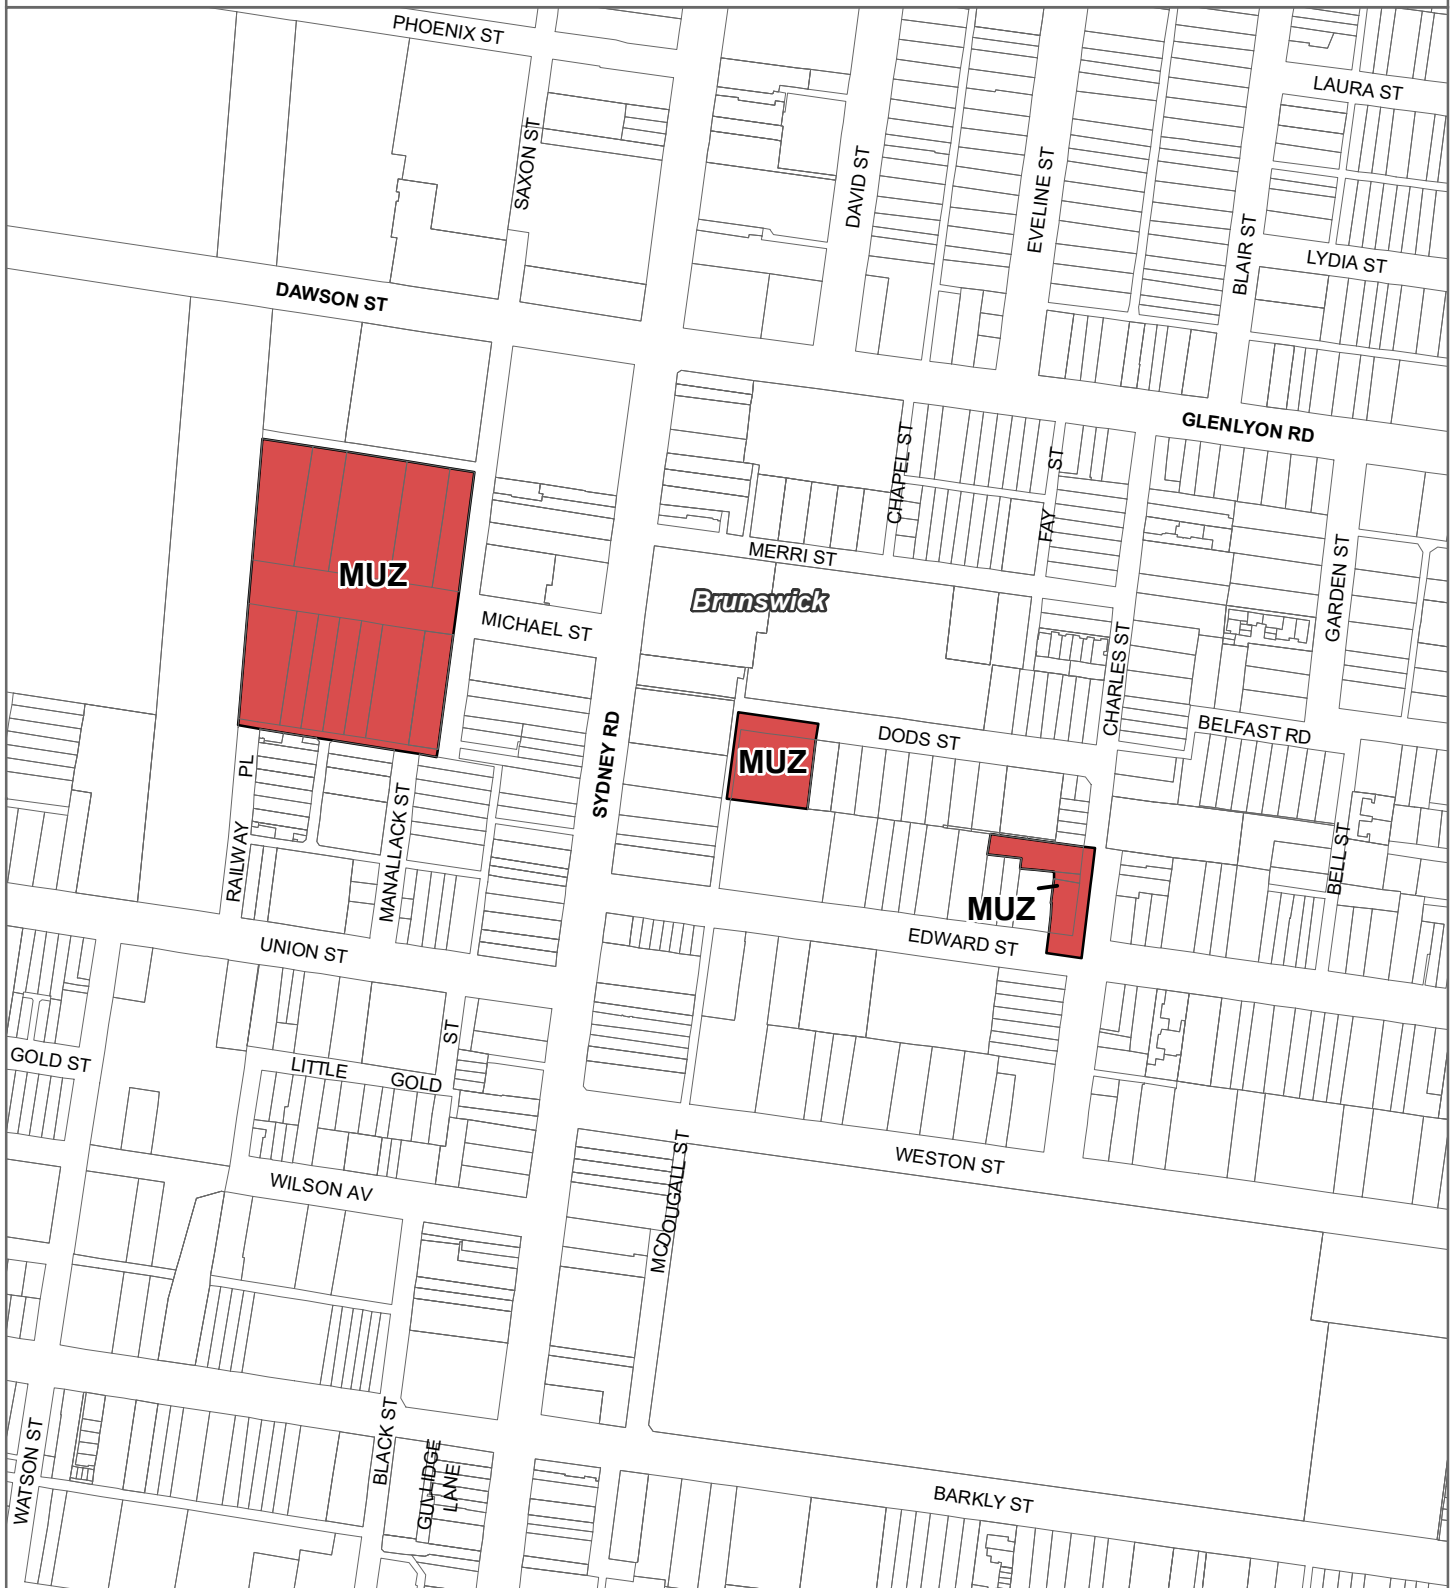 PHOENIX ST
LAURA ST
SAXON ST
DAVID ST
EVELINE ST
BLAIR ST
LYDIA ST
DAWSON ST
GLENLYON RD
CHAPEL ST
FAY ST
MERRI ST
MUZ
Brunswick
GARDEN ST
MICHAEL ST
CHARLES ST
SYDNEY RD
DODS ST
BELFAST RD
MUZ
RAILWAY PL
MANALLACK ST
BELL ST
MUZ
EDWARD ST
UNION ST
GOLD ST
LITTLE GOLD ST
MCDOUGALL ST
WESTON ST
WILSON AV
BLACK ST
WATSON ST
GULLIDGE
LANE
BARKLY ST